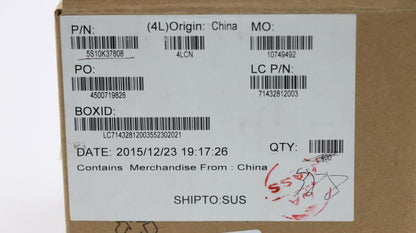 P/N: (4L)Origin: China MO:
5S10K37808 4LCN 10749492
PO: LC P/N:
4500719826 71432812003
BOXID:
LC71432812003552302021
DATE: 2015/12/23 19:17:26 QTY:
400
Contains Merchandise From : China
SHIPTO:SUS